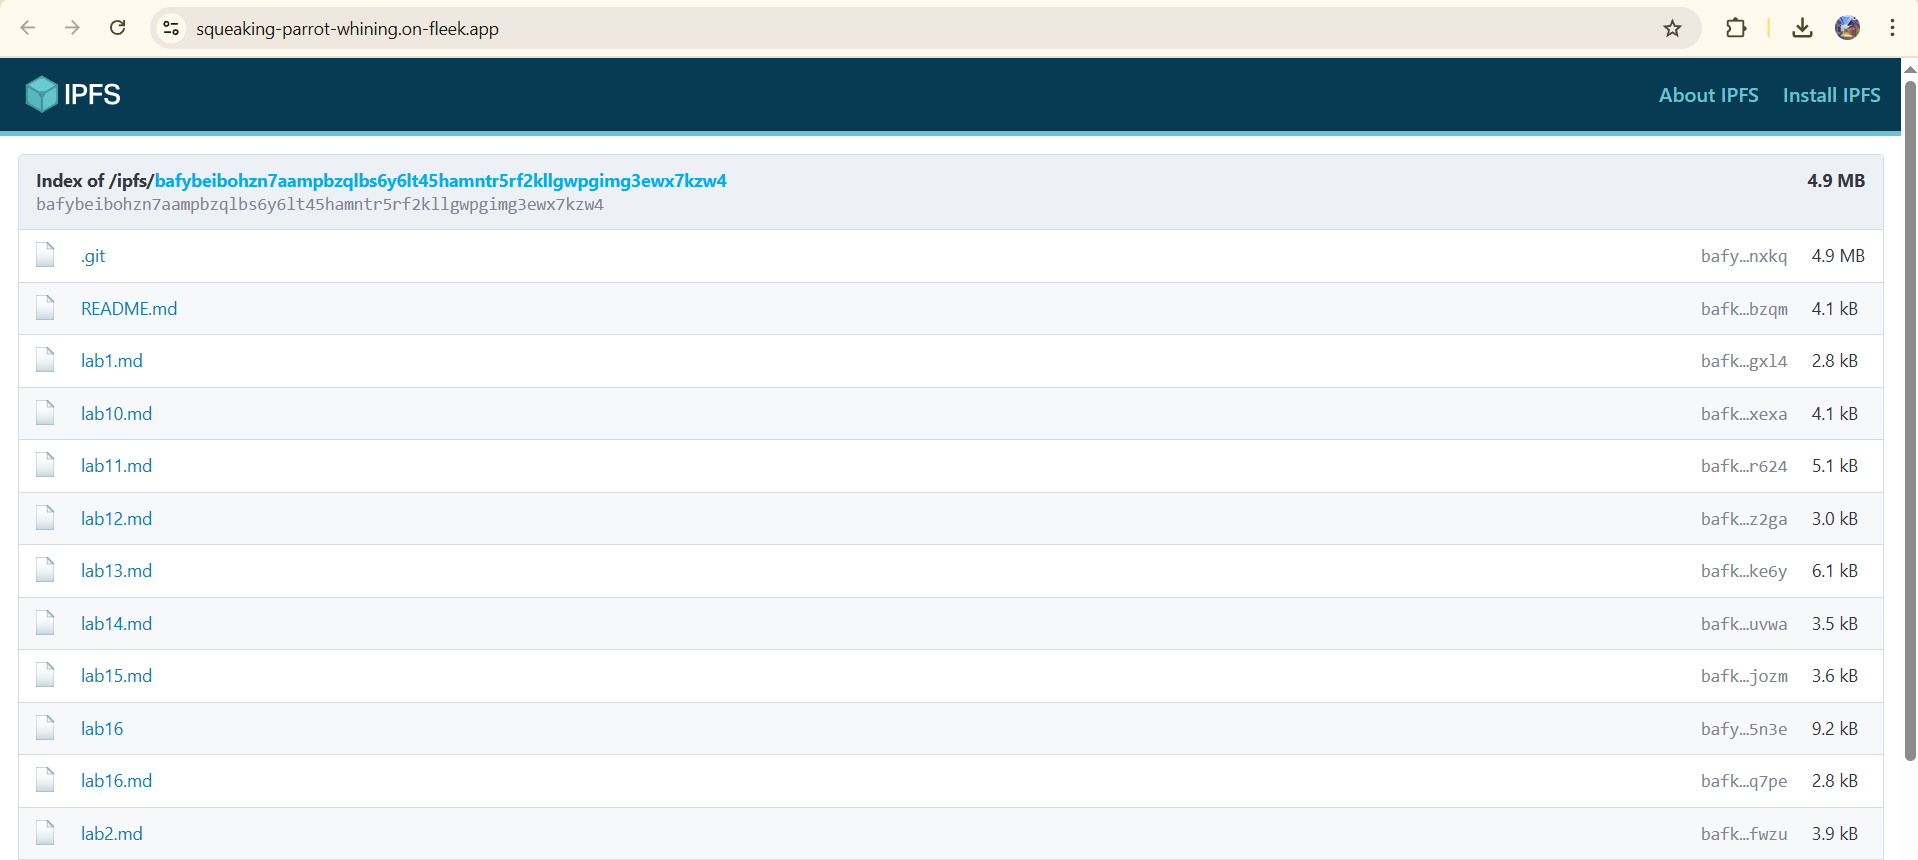 squeaking-parrot-whining.on-fleek.app
IPFS
About IPFS Install IPFS
Index of /ipfs/bafybeibohzn7aampbzqlbs6y6lt45hamntr5rf2kllgwpgimg3ewx7kzw4 4.9 MB
bafybeibohzn7aampbzqlbs6y6lt45hamntr5rf2kllgwpgimg3ewx7kzw4
.git bafy…nxkq 4.9 MB
README.md bafk…bzqm 4.1 kB
lab1.md bafk…gxl4 2.8 kB
lab10.md bafk…xexa 4.1 kB
lab11.md bafk…r624 5.1 kB
lab12.md bafk…z2ga 3.0 kB
lab13.md bafk…ke6y 6.1 kB
lab14.md bafk…uvwa 3.5 kB
lab15.md bafk…jozm 3.6 kB
lab16 bafy…5n3e 9.2 kB
lab16.md bafk…q7pe 2.8 kB
lab2.md bafk…fwzu 3.9 kB